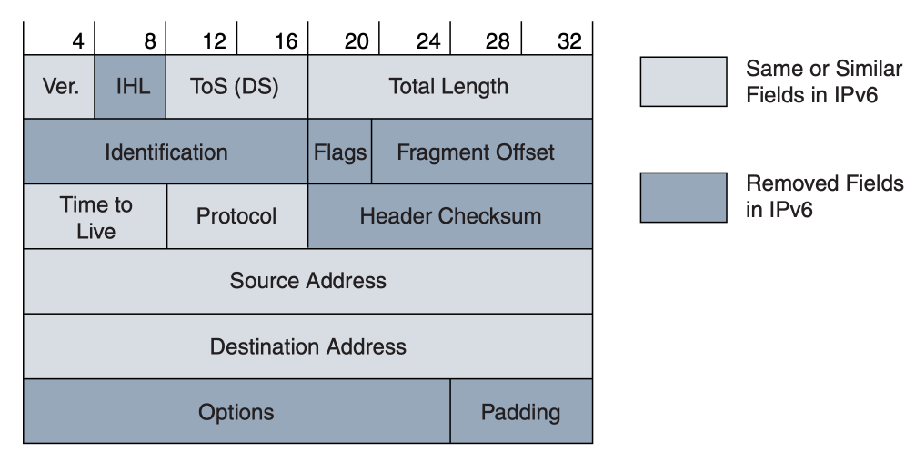 4 8 12 16 20 24 28 32
Ver. IHL ToS (DS) Total Length
Identification Flags Fragment Offset
Time to
Live
Protocol Header Checksum
Source Address
Destination Address
Options Padding
Same or Similar
Fields in IPv6
Removed Fields
in IPv6